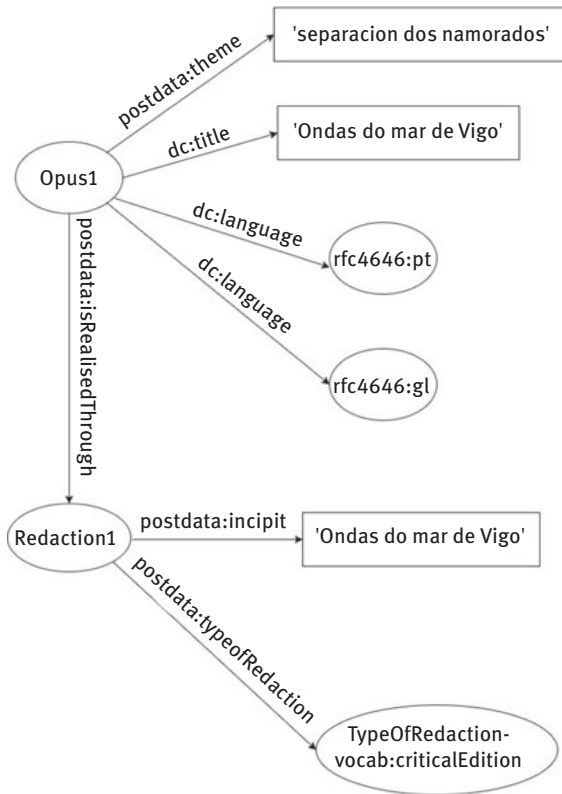 'separacion dos namorados'
postdata:theme
dc:title
'Ondas do mar de Vigo'
Opus1
dc:language
rfc4646:pt
dc:language
rfc4646:gl
postdata:isRealisedThrough
Redaction1
postdata:incipit
'Ondas do mar de Vigo'
postdata:typeofRedaction
TypeOfRedaction-
vocab:criticalEdition